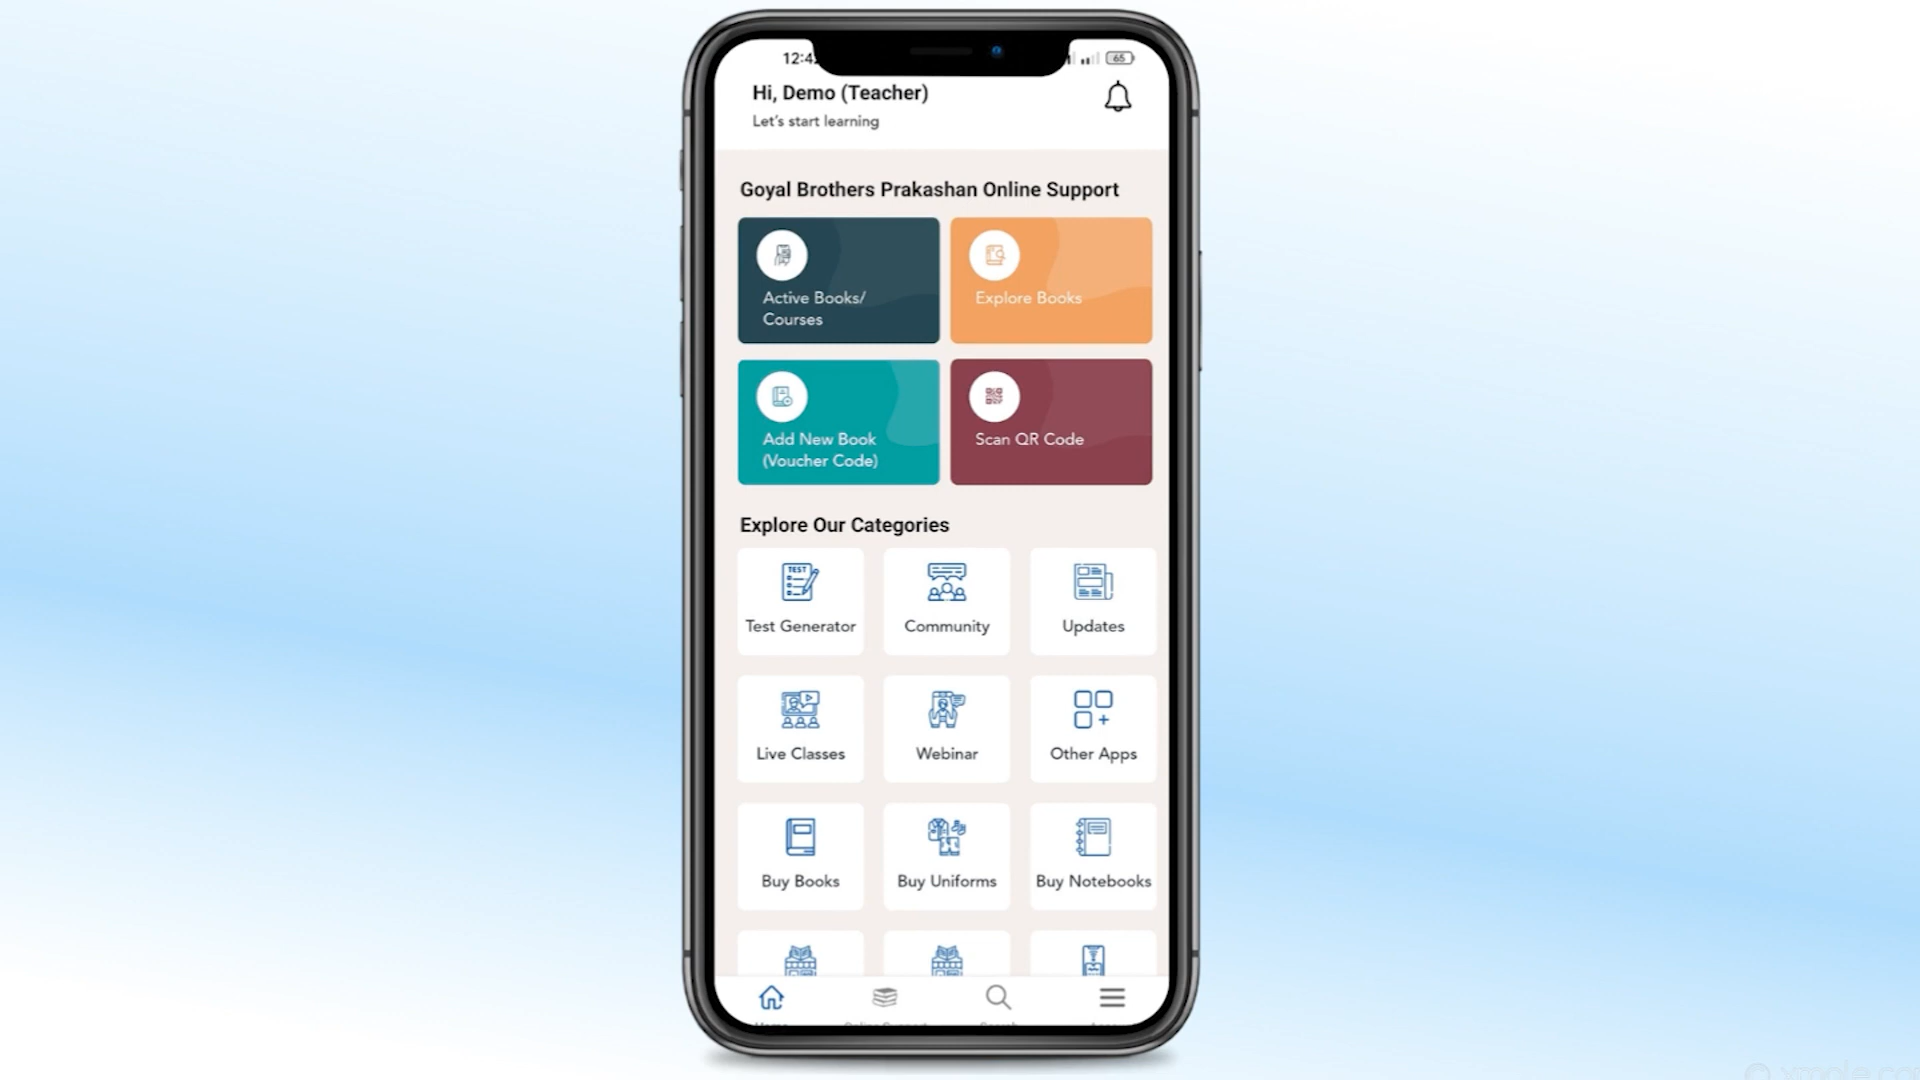 65
Hi, Demo (Teacher)
Let's start learning
Goyal Brothers Prakashan Online Support
Active Books/
Courses
Explore Books
Add New Book
(Voucher Code)
Scan QR Code
Explore Our Categories
TEST
Test Generator
Community
Updates
Live Classes
Webinar
Other Apps
Buy Books
Buy Uniforms
Buy Notebooks